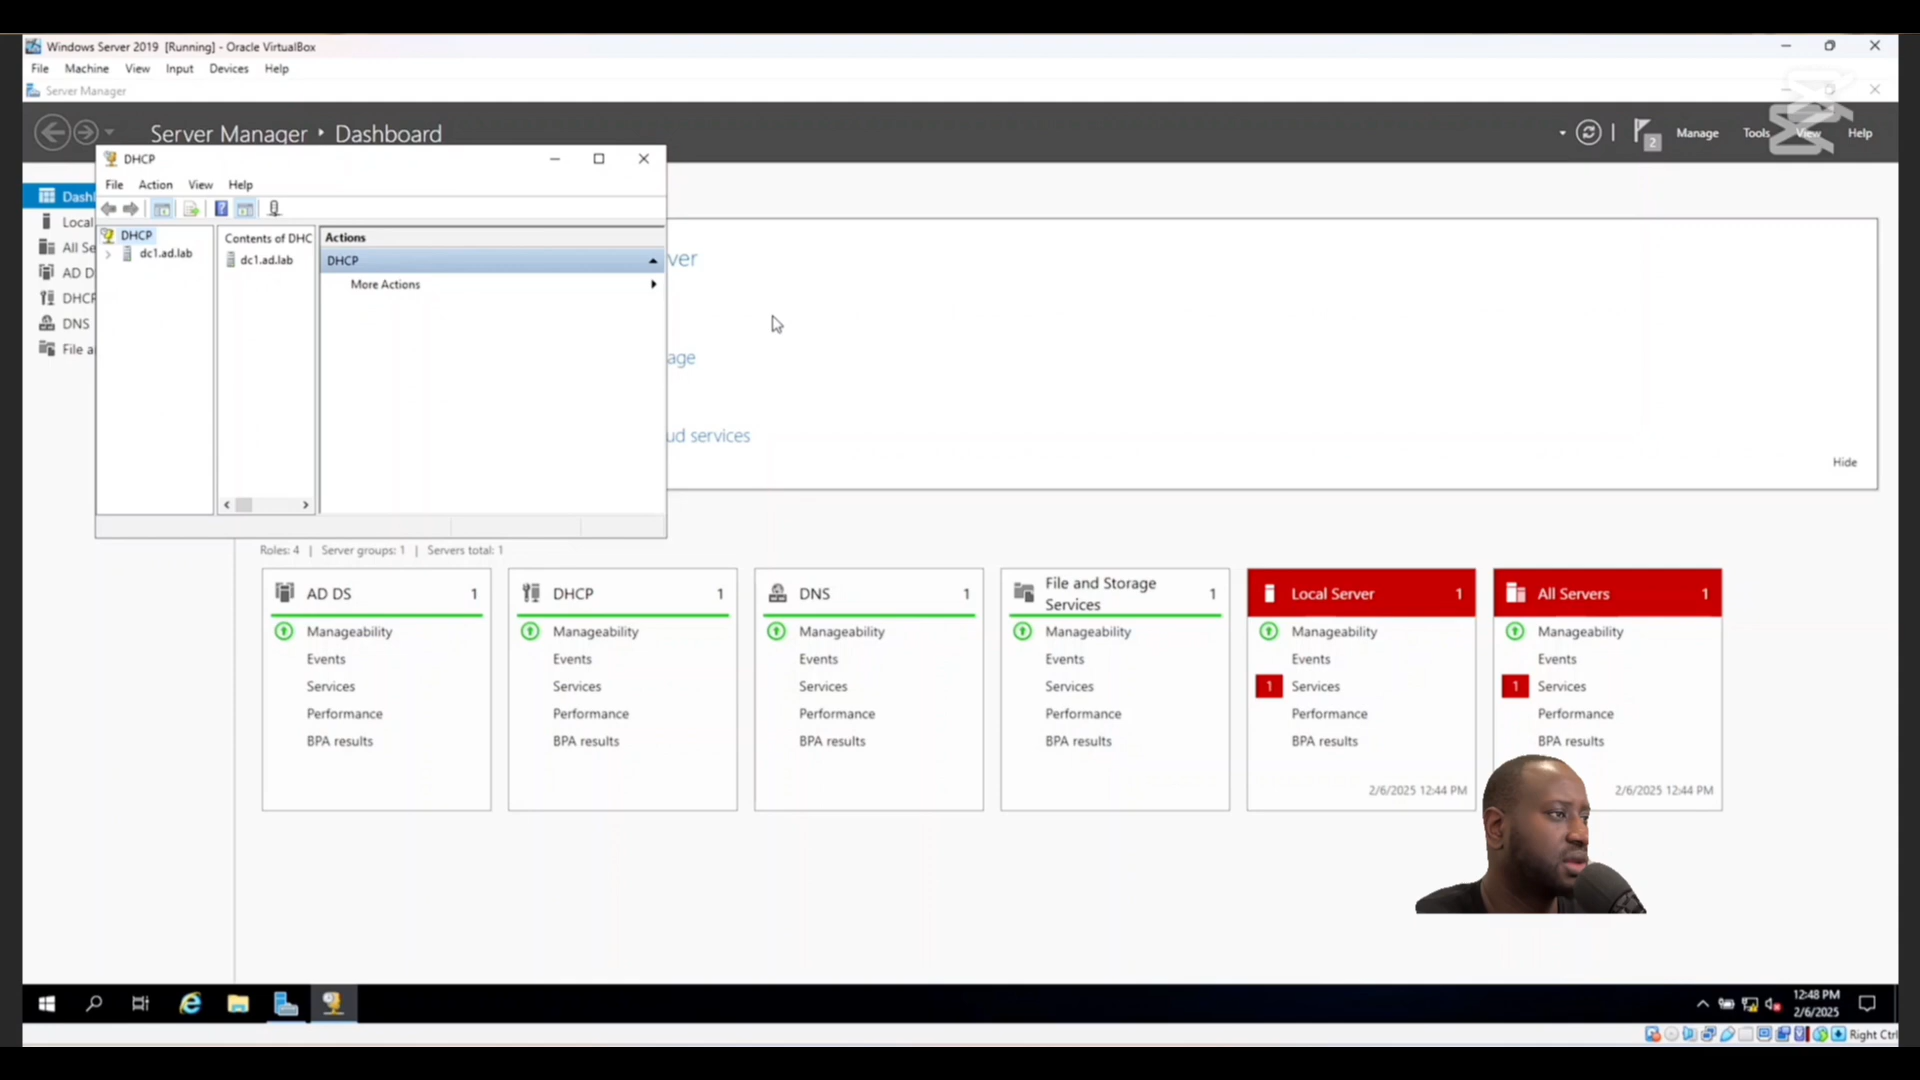 Windows Server 2019 [Running] - Oracle VirtualBox
File Machine View Input Devices Help
Server Manager
Server Manager • Dashboard
2 Manage Tools View Help
DHCP
File Action View Help
DHCP
dc1.ad.lab
Contents of DHC
dc1.ad.lab
Actions
DHCP
More Actions
Dash
Local
All Se
AD D
DHCP
DNS
File a
ver
age
ud services
Hide
Roles: 4 | Server groups: 1 | Servers total: 1
AD DS 1
Manageability
Events
Services
Performance
BPA results
DHCP 1
Manageability
Events
Services
Performance
BPA results
DNS 1
Manageability
Events
Services
Performance
BPA results
File and Storage
Services 1
Manageability
Events
Services
Performance
BPA results
Local Server 1
Manageability
Events
1 Services
Performance
BPA results
2/6/2025 12:44 PM
All Servers 1
Manageability
Events
1 Services
Performance
BPA results
2/6/2025 12:44 PM
12:48 PM
2/6/2025
Right Ctrl